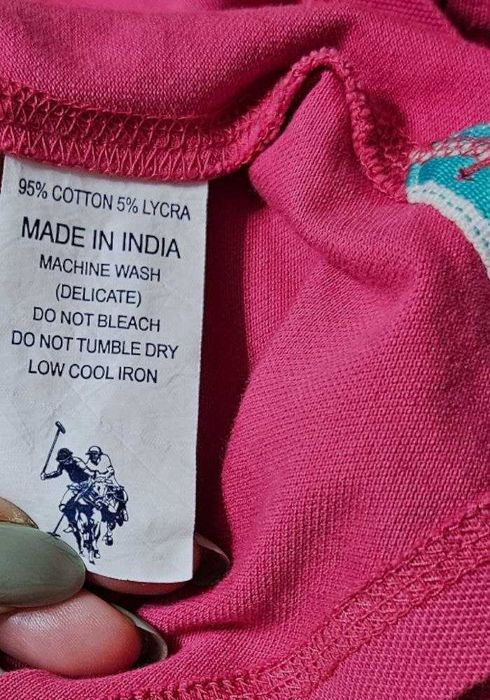 95% COTTON 5% LYCRA
MADE IN INDIA
MACHINE WASH
(DELICATE)
DO NOT BLEACH
DO NOT TUMBLE DRY
LOW COOL IRON